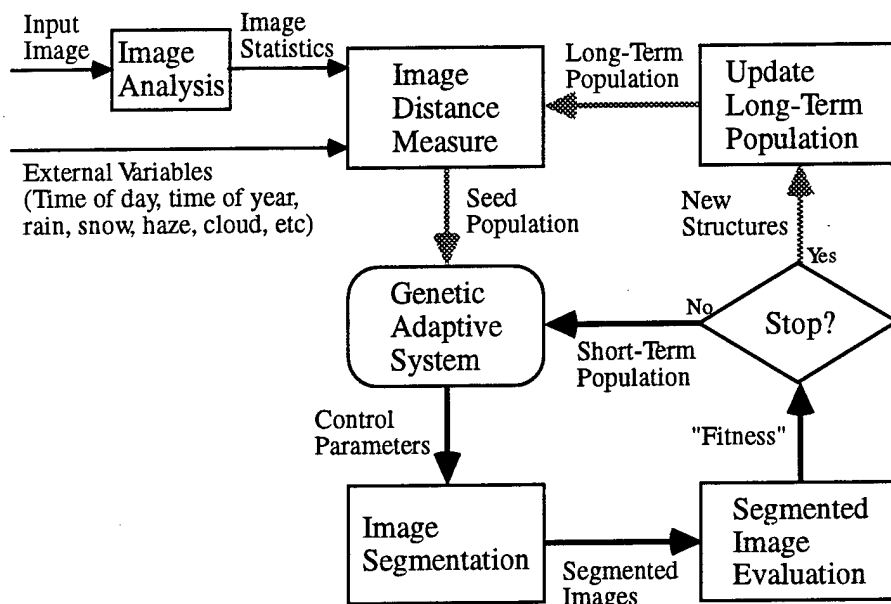 Input
Image
Image
Analysis
Image
Statistics
Image
Distance
Measure
Long-Term
Population
Update
Long-Term
Population
External Variables
(Time of day, time of year,
rain, snow, haze, cloud, etc)
Seed
Population
New
Structures
Yes
Genetic
Adaptive
System
No
Stop?
Short-Term
Population
Control
Parameters
"Fitness"
Image
Segmentation
Segmented
Images
Segmented
Image
Evaluation